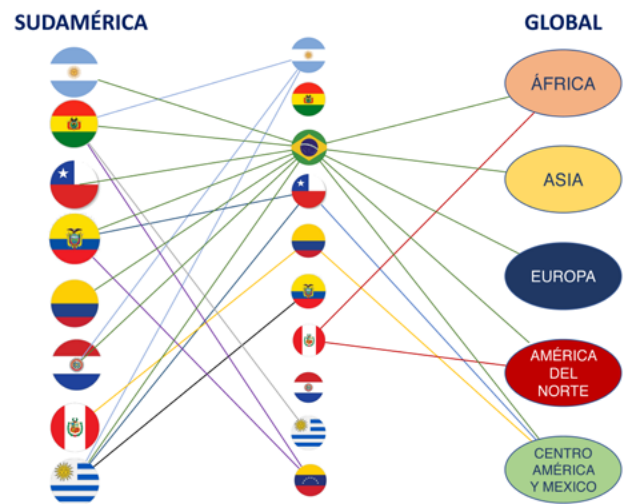 SUDAMÉRICA
GLOBAL
ÁFRICA
ASIA
EUROPA
AMÉRICA
DEL
NORTE
CENTRO
AMÉRICA
Y MEXICO